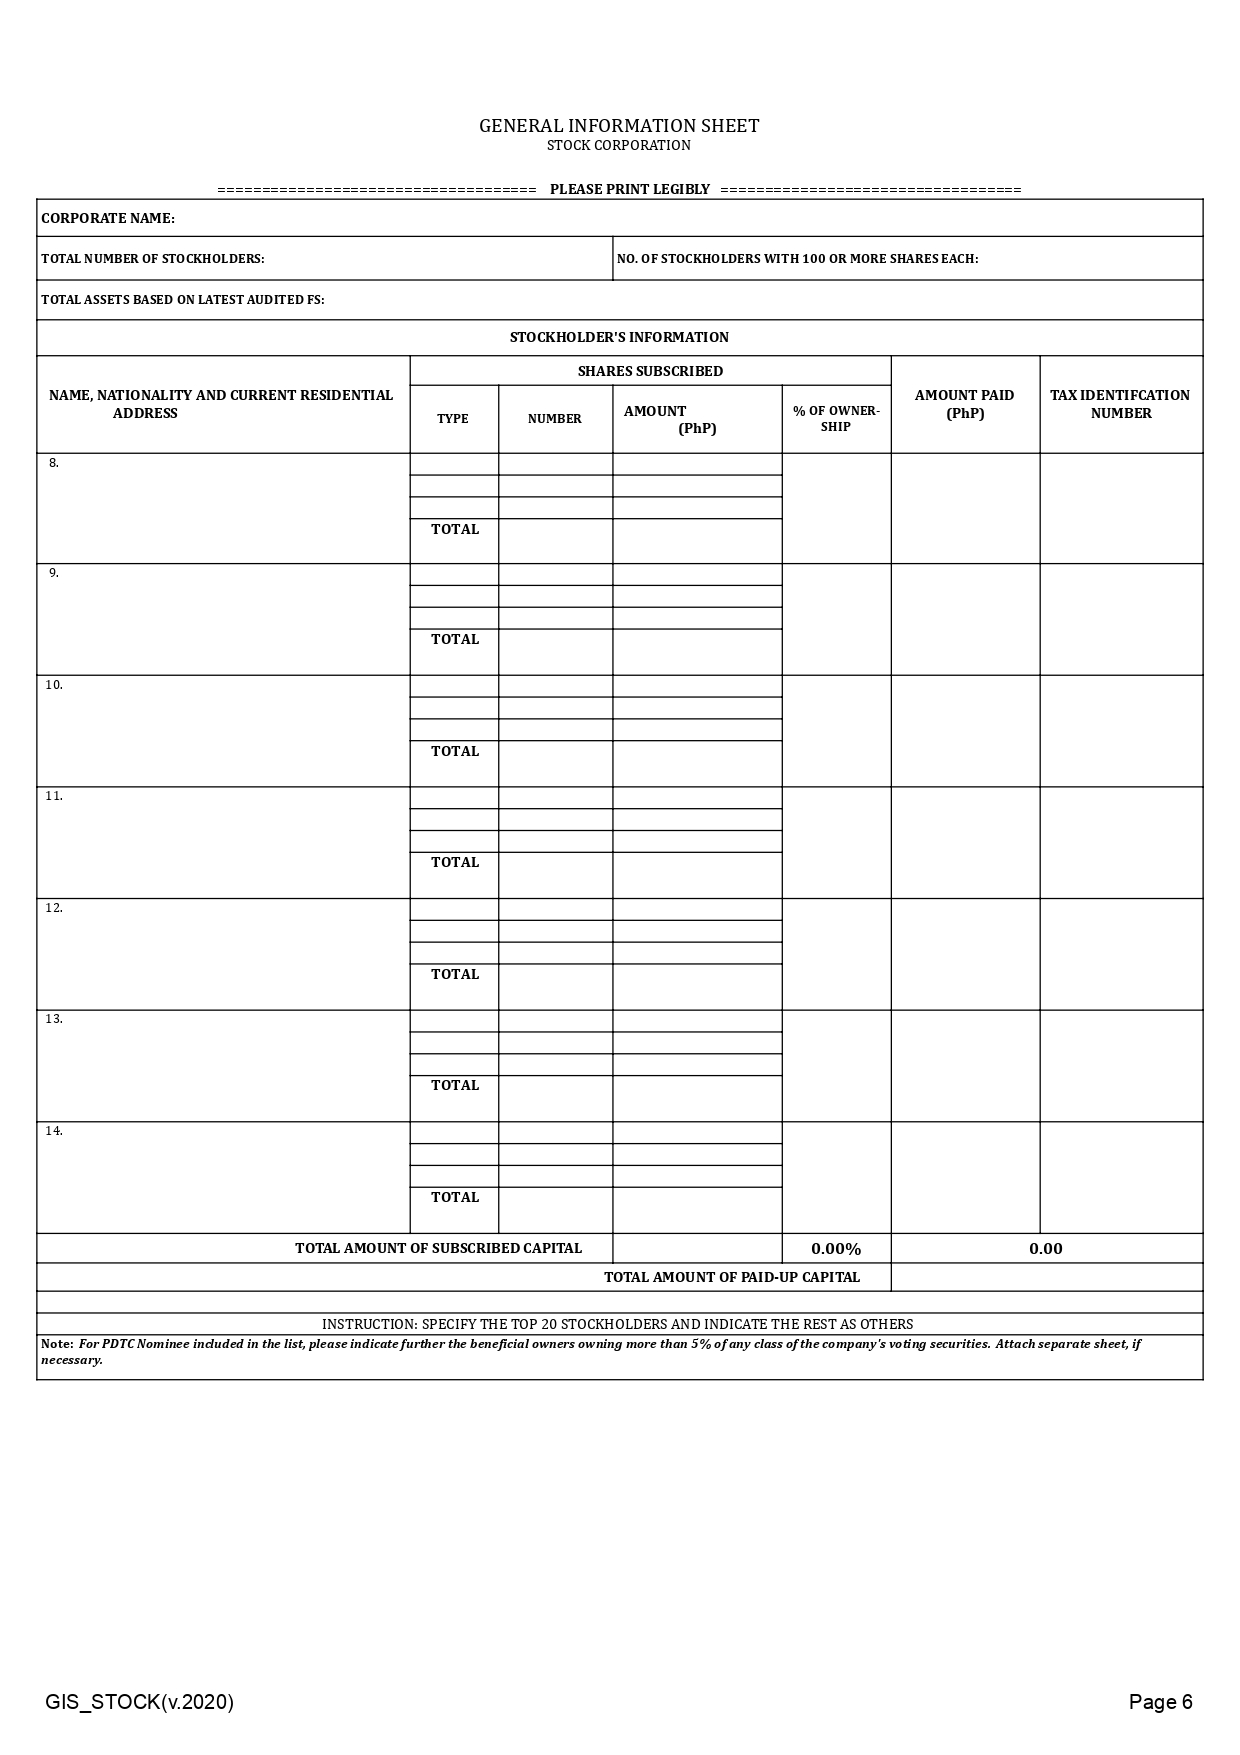 GENERAL INFORMATION SHEET
STOCK CORPORATION
=================================== PLEASE PRINT LEGIBLY =================================
CORPORATE NAME:
TOTAL NUMBER OF STOCKHOLDERS: NO. OF STOCKHOLDERS WITH 100 OR MORE SHARES EACH:
TOTAL ASSETS BASED ON LATEST AUDITED FS:
STOCKHOLDER'S INFORMATION
NAME, NATIONALITY AND CURRENT RESIDENTIAL
ADDRESS
SHARES SUBSCRIBED
TYPE
NUMBER
AMOUNT
(PhP)
% OF OWNER-
SHIP
AMOUNT PAID
(PhP)
TAX IDENTIFCATION
NUMBER
8.
TOTAL
9.
TOTAL
10.
TOTAL
11.
TOTAL
12.
TOTAL
13.
TOTAL
14.
TOTAL
TOTAL AMOUNT OF SUBSCRIBED CAPITAL 0.00% 0.00
TOTAL AMOUNT OF PAID-UP CAPITAL
INSTRUCTION: SPECIFY THE TOP 20 STOCKHOLDERS AND INDICATE THE REST AS OTHERS
Note: For PDTC Nominee included in the list, please indicate further the beneficial owners owning more than 5% of any class of the company's voting securities. Attach separate sheet, if
necessary.
GIS_STOCK(v.2020) Page 6